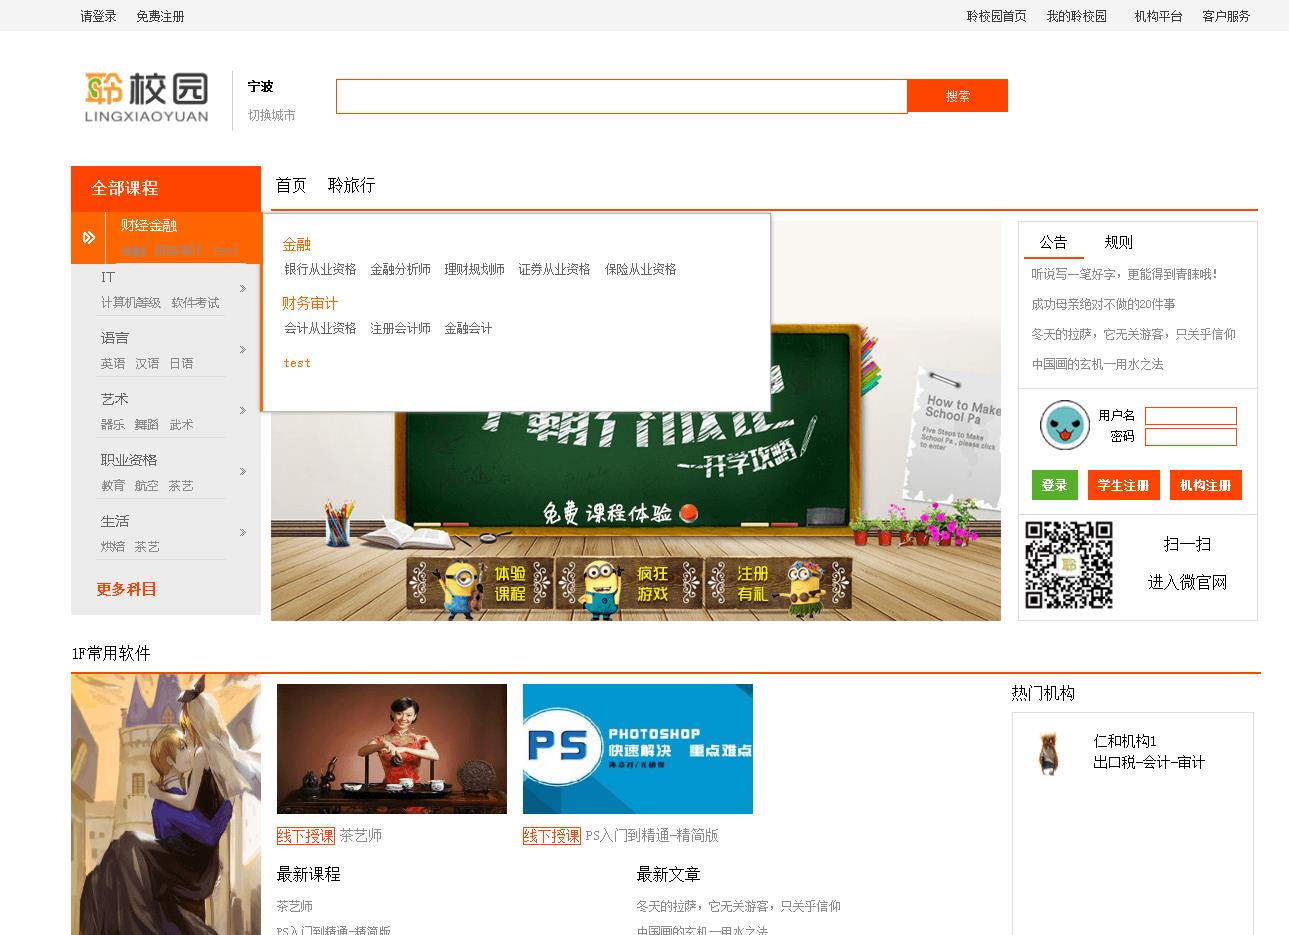 请登录 免费注册 聆校园首页 我的聆校园 机构平台 客户服务
聆校园
LINGXIAOYUAN
宁波
切换城市
搜索
全部课程
首页 聆旅行
财经金融
IT
计算机等级 软件考试
语言
英语 汉语 日语
艺术
器乐 舞蹈 武术
职业资格
教育 航空 茶艺
生活
烘焙 茶艺
更多科目
金融
银行从业资格 金融分析师 理财规划师 证券从业资格 保险从业资格
财务审计
会计从业资格 注册会计师 金融会计
test
开学攻略
免费课程体验
体验
课程
疯狂
游戏
注册
有礼
How to Make
School Pa
Five Steps to Make
School Pa, please click
to enter
公告 规则
听说写一笔好字，更能得到青睐哦！
成功母亲绝对不做的20件事
冬天的拉萨，它无关游客，只关乎信仰
中国画的玄机—用水之法
用户名
密码
登录 学生注册 机构注册
扫一扫
进入微官网
1F常用软件
PS
PHOTOSHOP
快速解决 重点难点
线下授课 茶艺师
线下授课 PS入门到精通-精简版
最新课程
茶艺师
PS入门到精通-精简版
最新文章
冬天的拉萨，它无关游客，只关乎信仰
中国画的玄机—用水之法
热门机构
仁和机构1
出口税-会计-审计